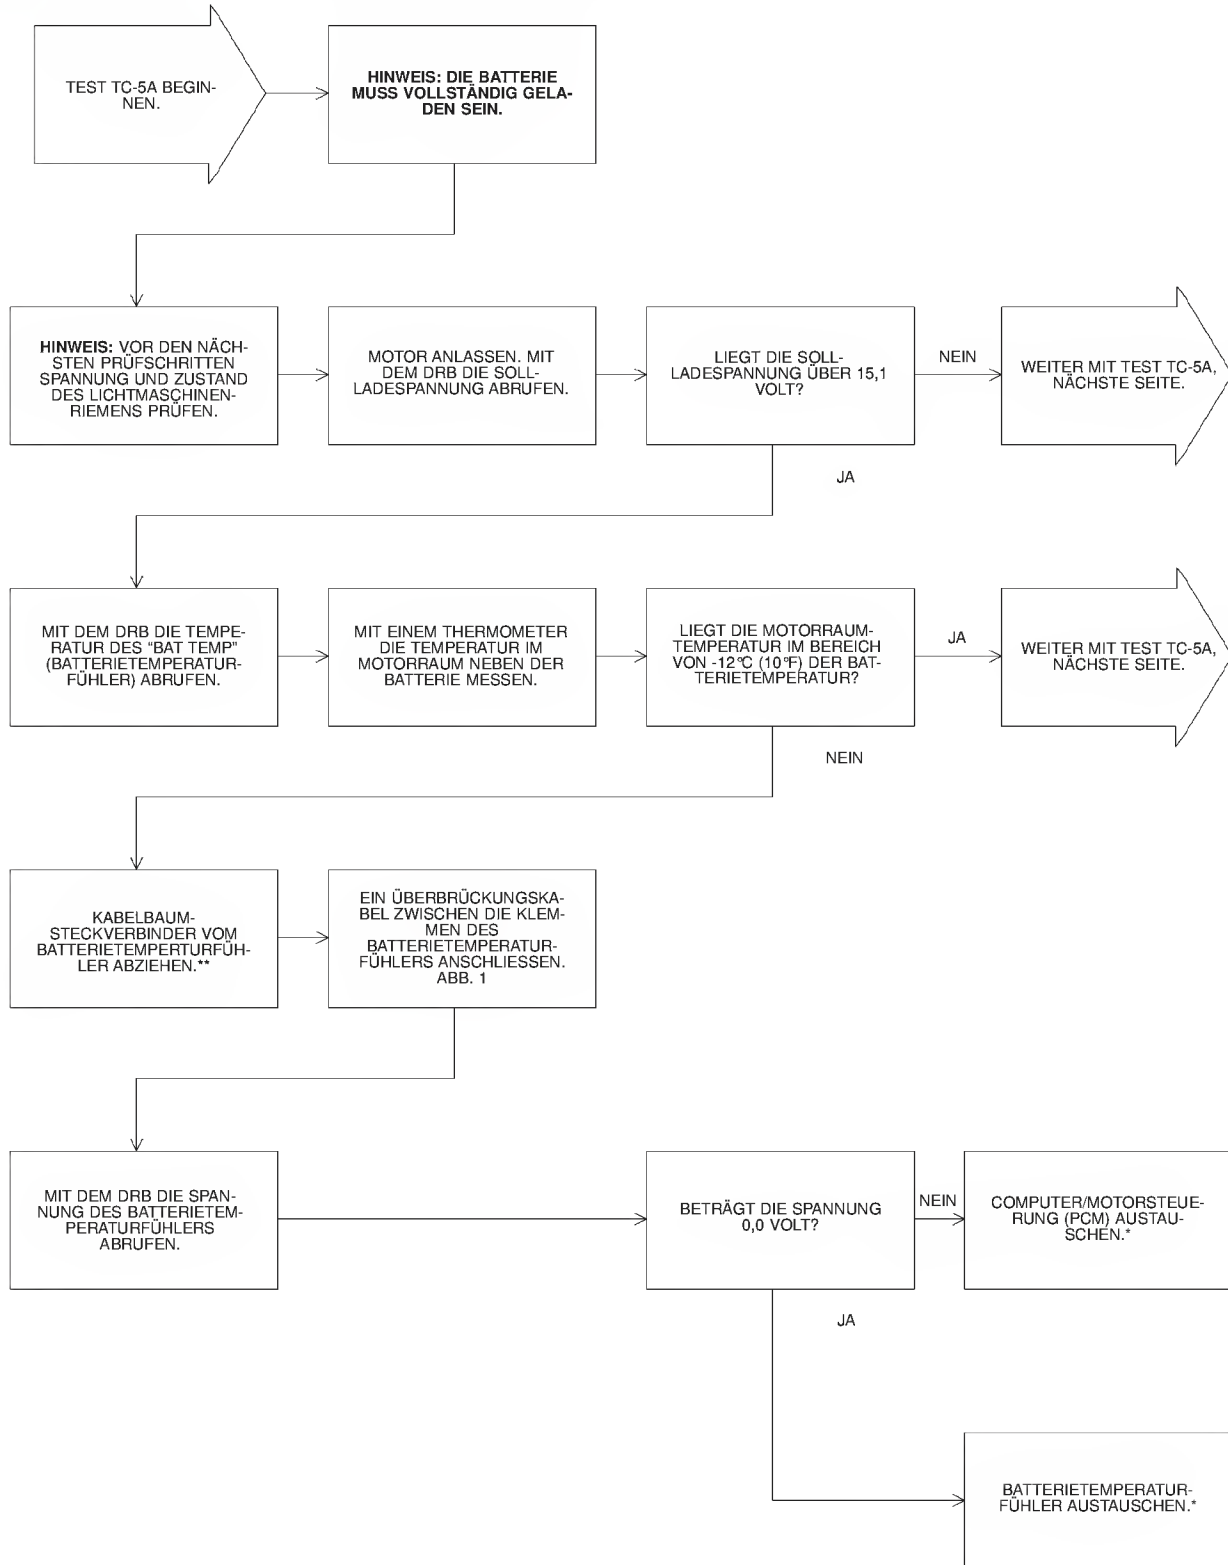 TEST TC-5A BEGIN-
NEN.
HINWEIS: DIE BATTERIE
MUSS VOLLSTÄNDIG GELA-
DEN SEIN.
HINWEIS: VOR DEN NÄCH-
STEN PRÜFSCHRITTEN
SPANNUNG UND ZUSTAND
DES LICHTMASCHINEN-
RIEMENS PRÜFEN.
MOTOR ANLASSEN. MIT
DEM DRB DIE SOLL-
LADESPANNUNG ABRUFEN.
LIEGT DIE SOLL-
LADESPANNUNG ÜBER 15,1
VOLT?
NEIN
WEITER MIT TEST TC-5A,
NÄCHSTE SEITE.
JA
MIT DEM DRB DIE TEMPE-
RATUR DES "BAT TEMP"
(BATTERIETEMPERATUR-
FÜHLER) ABRUFEN.
MIT EINEM THERMOMETER
DIE TEMPERATUR IM
MOTORRAUM NEBEN DER
BATTERIE MESSEN.
LIEGT DIE MOTORRAUM-
TEMPERATUR IM BEREICH
VON -12°C (10°F) DER BAT-
TERIETEMPERATUR?
JA
WEITER MIT TEST TC-5A,
NÄCHSTE SEITE.
NEIN
KABELBAUM-
STECKVERBINDER VOM
BATTERIETEMPERTURFÜH-
LER ABZIEHEN.**
EIN ÜBERBRÜCKUNGSKA-
BEL ZWISCHEN DIE KLEM-
MEN DES
BATTERIETEMPERATUR-
FÜHLERS ANSCHLIESSEN.
ABB. 1
MIT DEM DRB DIE SPAN-
NUNG DES BATTERIETEM-
PERATURFÜHLERS
ABRUFEN.
BETRÄGT DIE SPANNUNG
0,0 VOLT?
NEIN
COMPUTER/MOTORSTEUE-
RUNG (PCM) AUSTAU-
SCHEN.*
JA
BATTERIETEMPERATUR-
FÜHLER AUSTAUSCHEN.*